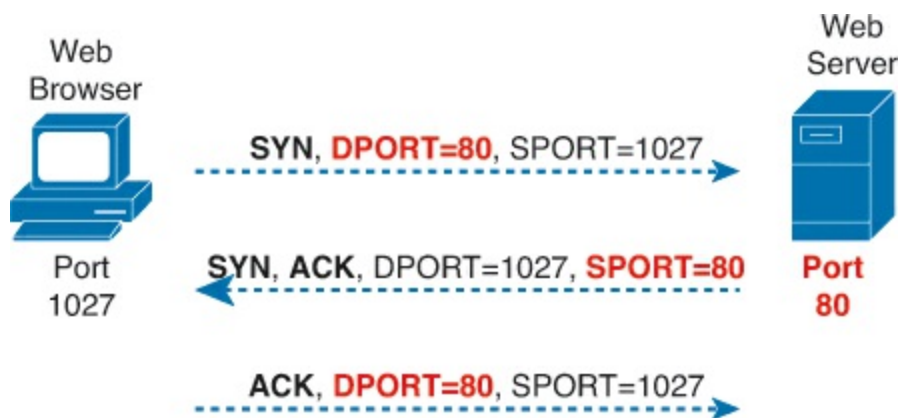 Web
Browser
Web
Server
SYN, DPORT=80, SPORT=1027
SYN, ACK, DPORT=1027, SPORT=80
Port
1027
Port
80
ACK, DPORT=80, SPORT=1027